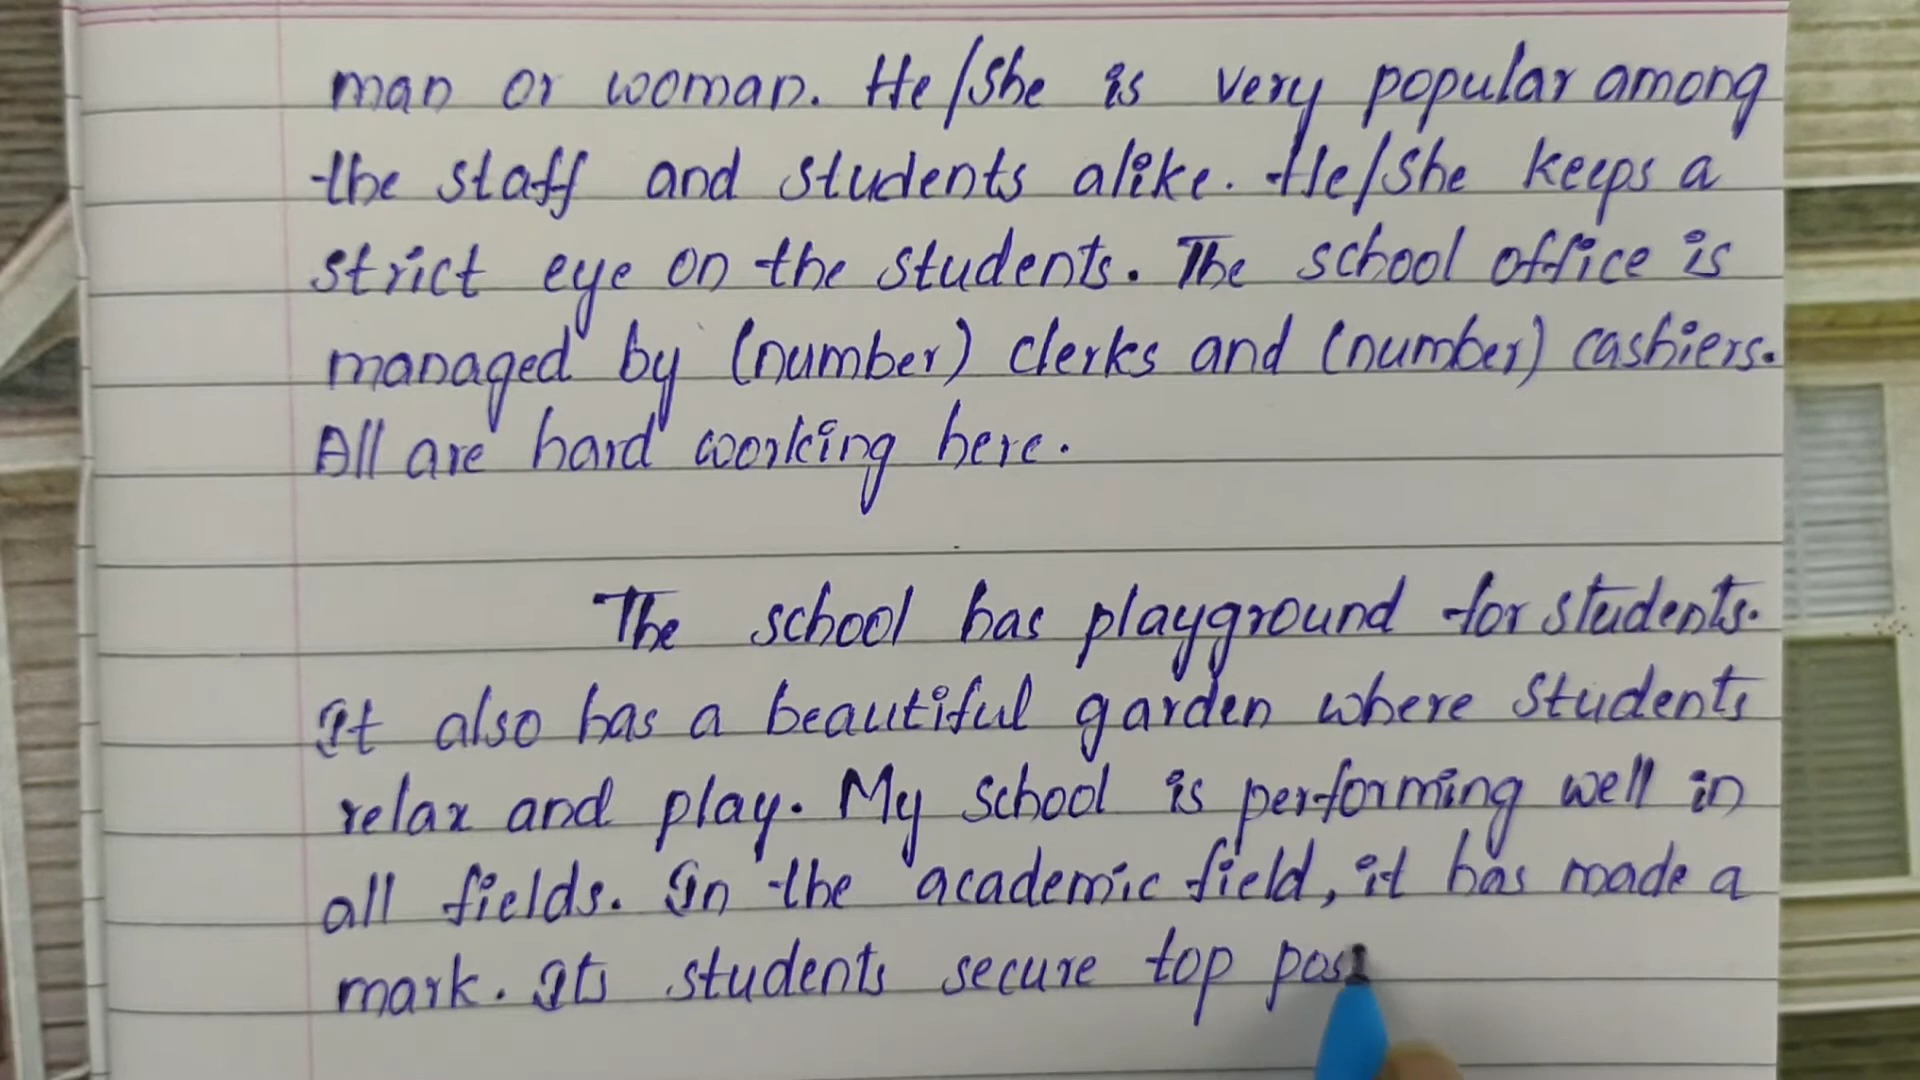 man or woman. He/She is very popular among
the staff and students alike. He/She keeps a
strict eye on the students. The school office is
managed by (number) clerks and (number) cashiers.
All are hard working here.
The school has playground for students.
It also has a beautiful garden where students
relax and play. My school is performing well in
all fields. In the academic field, it has made a
mark. Its students secure top